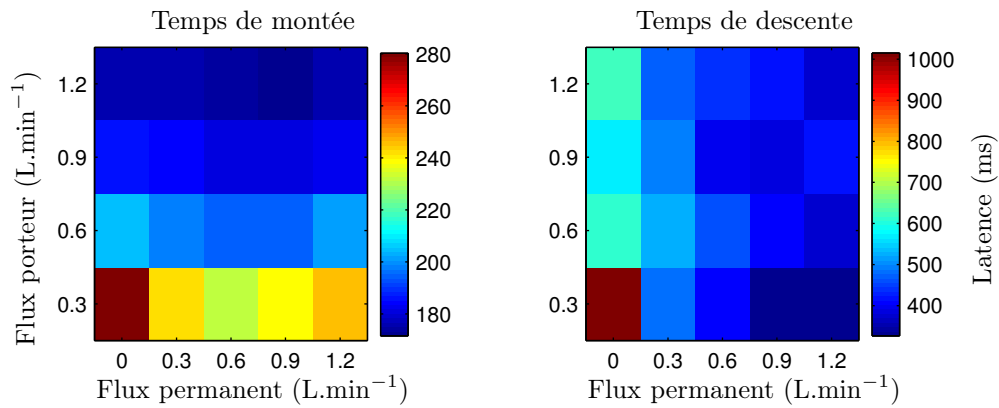 Temps de montée
Flux porteur (L.min⁻¹)
1.2
0.9
0.6
0.3
0 0.3 0.6 0.9 1.2
Flux permanent (L.min⁻¹)
280
260
240
220
200
180
Temps de descente
1.2
0.9
0.6
0.3
0 0.3 0.6 0.9 1.2
Flux permanent (L.min⁻¹)
1000
900
800
700
600
500
400
Latence (ms)